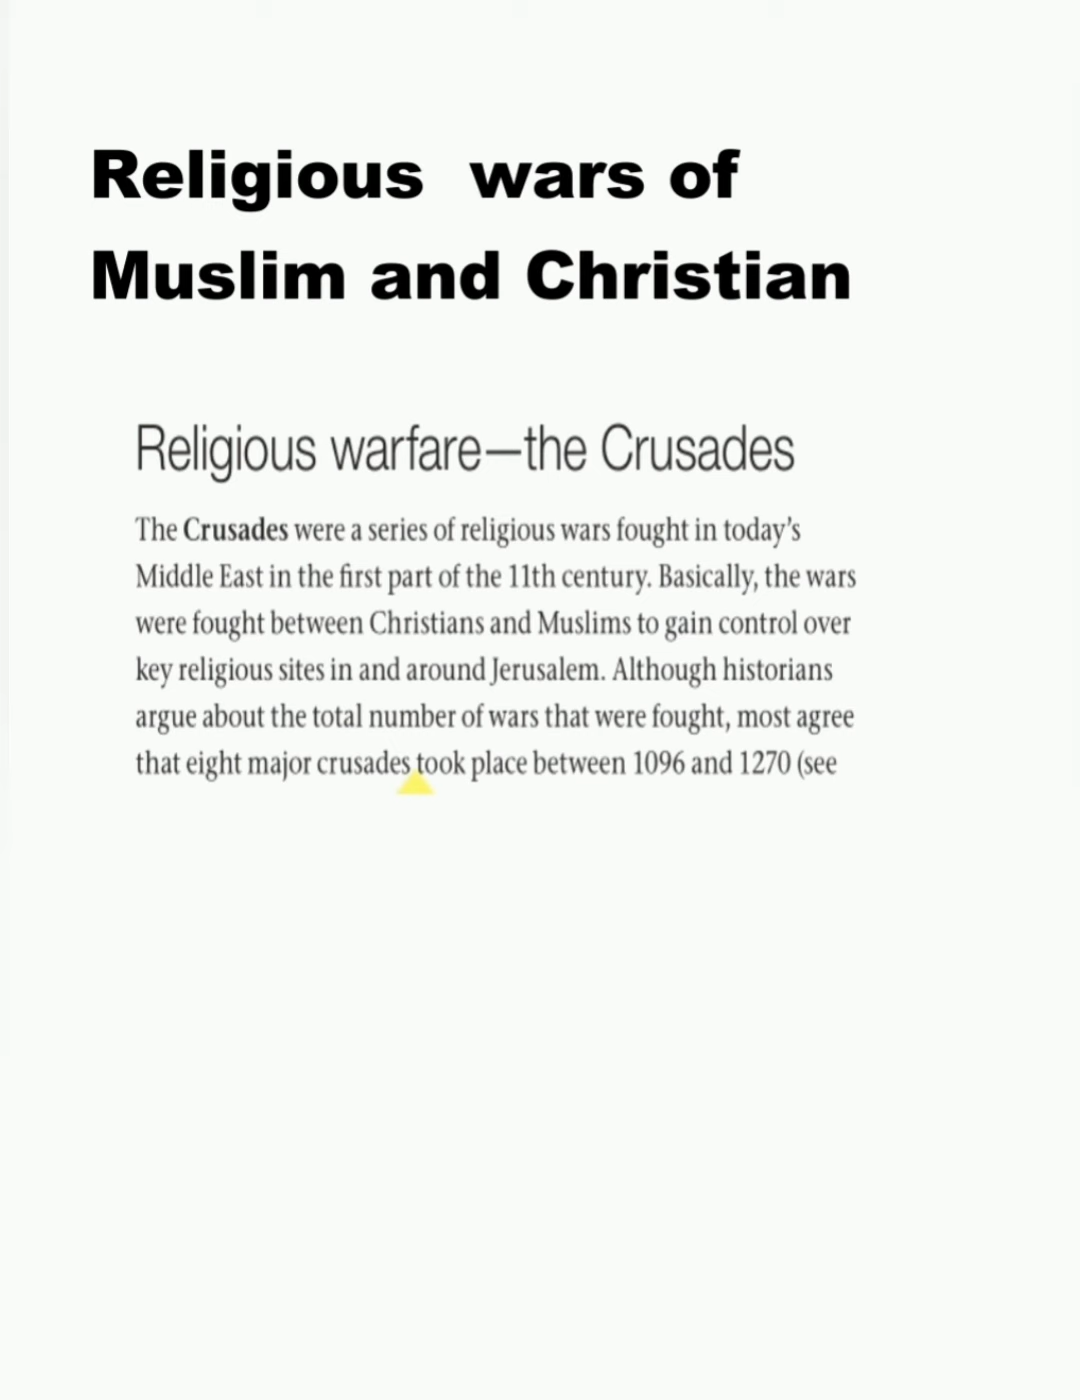 Religious wars of
Muslim and Christian
Religious warfare—the Crusades
The Crusades were a series of religious wars fought in today's
Middle East in the first part of the 11th century. Basically, the wars
were fought between Christians and Muslims to gain control over
key religious sites in and around Jerusalem. Although historians
argue about the total number of wars that were fought, most agree
that eight major crusades took place between 1096 and 1270 (see